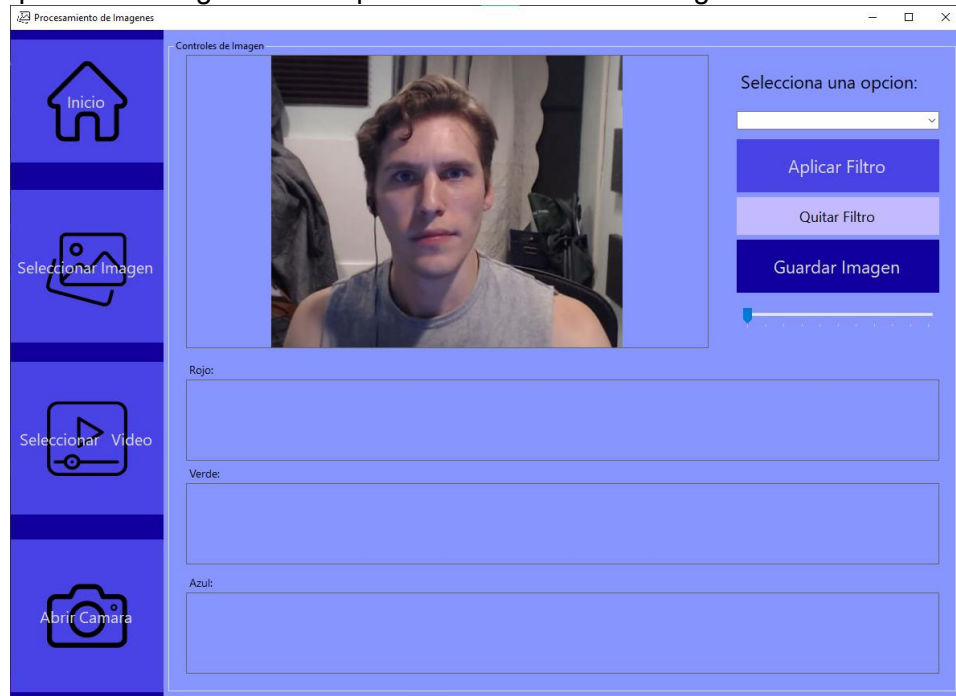 Procesamiento de Imagenes
Inicio
Seleccionar Imagen
Seleccionar Video
Abrir Camara
Controles de Imagen
Selecciona una opcion:
Aplicar Filtro
Quitar Filtro
Guardar Imagen
Rojo:
Verde:
Azul: